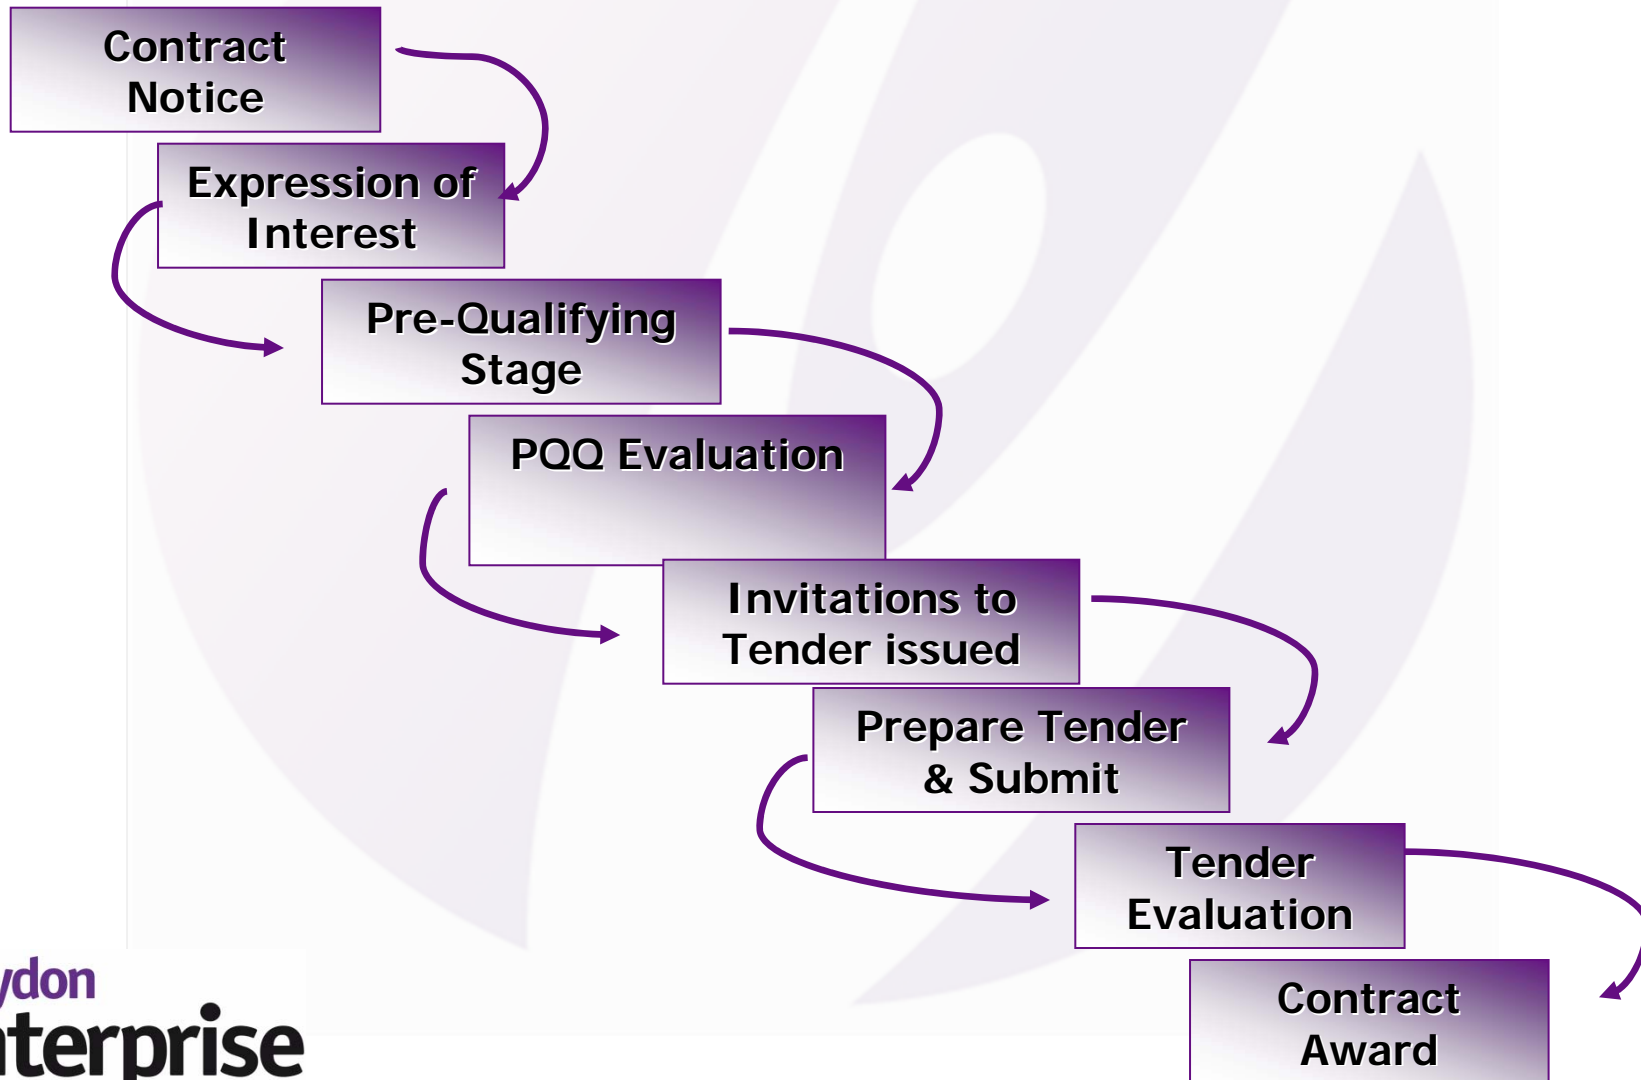 Contract
Notice
Expression of
Interest
Pre-Qualifying
Stage
PQQ Evaluation
Invitations to
Tender issued
Prepare Tender
& Submit
Tender
Evaluation
Contract
Award
ydon
nterprise